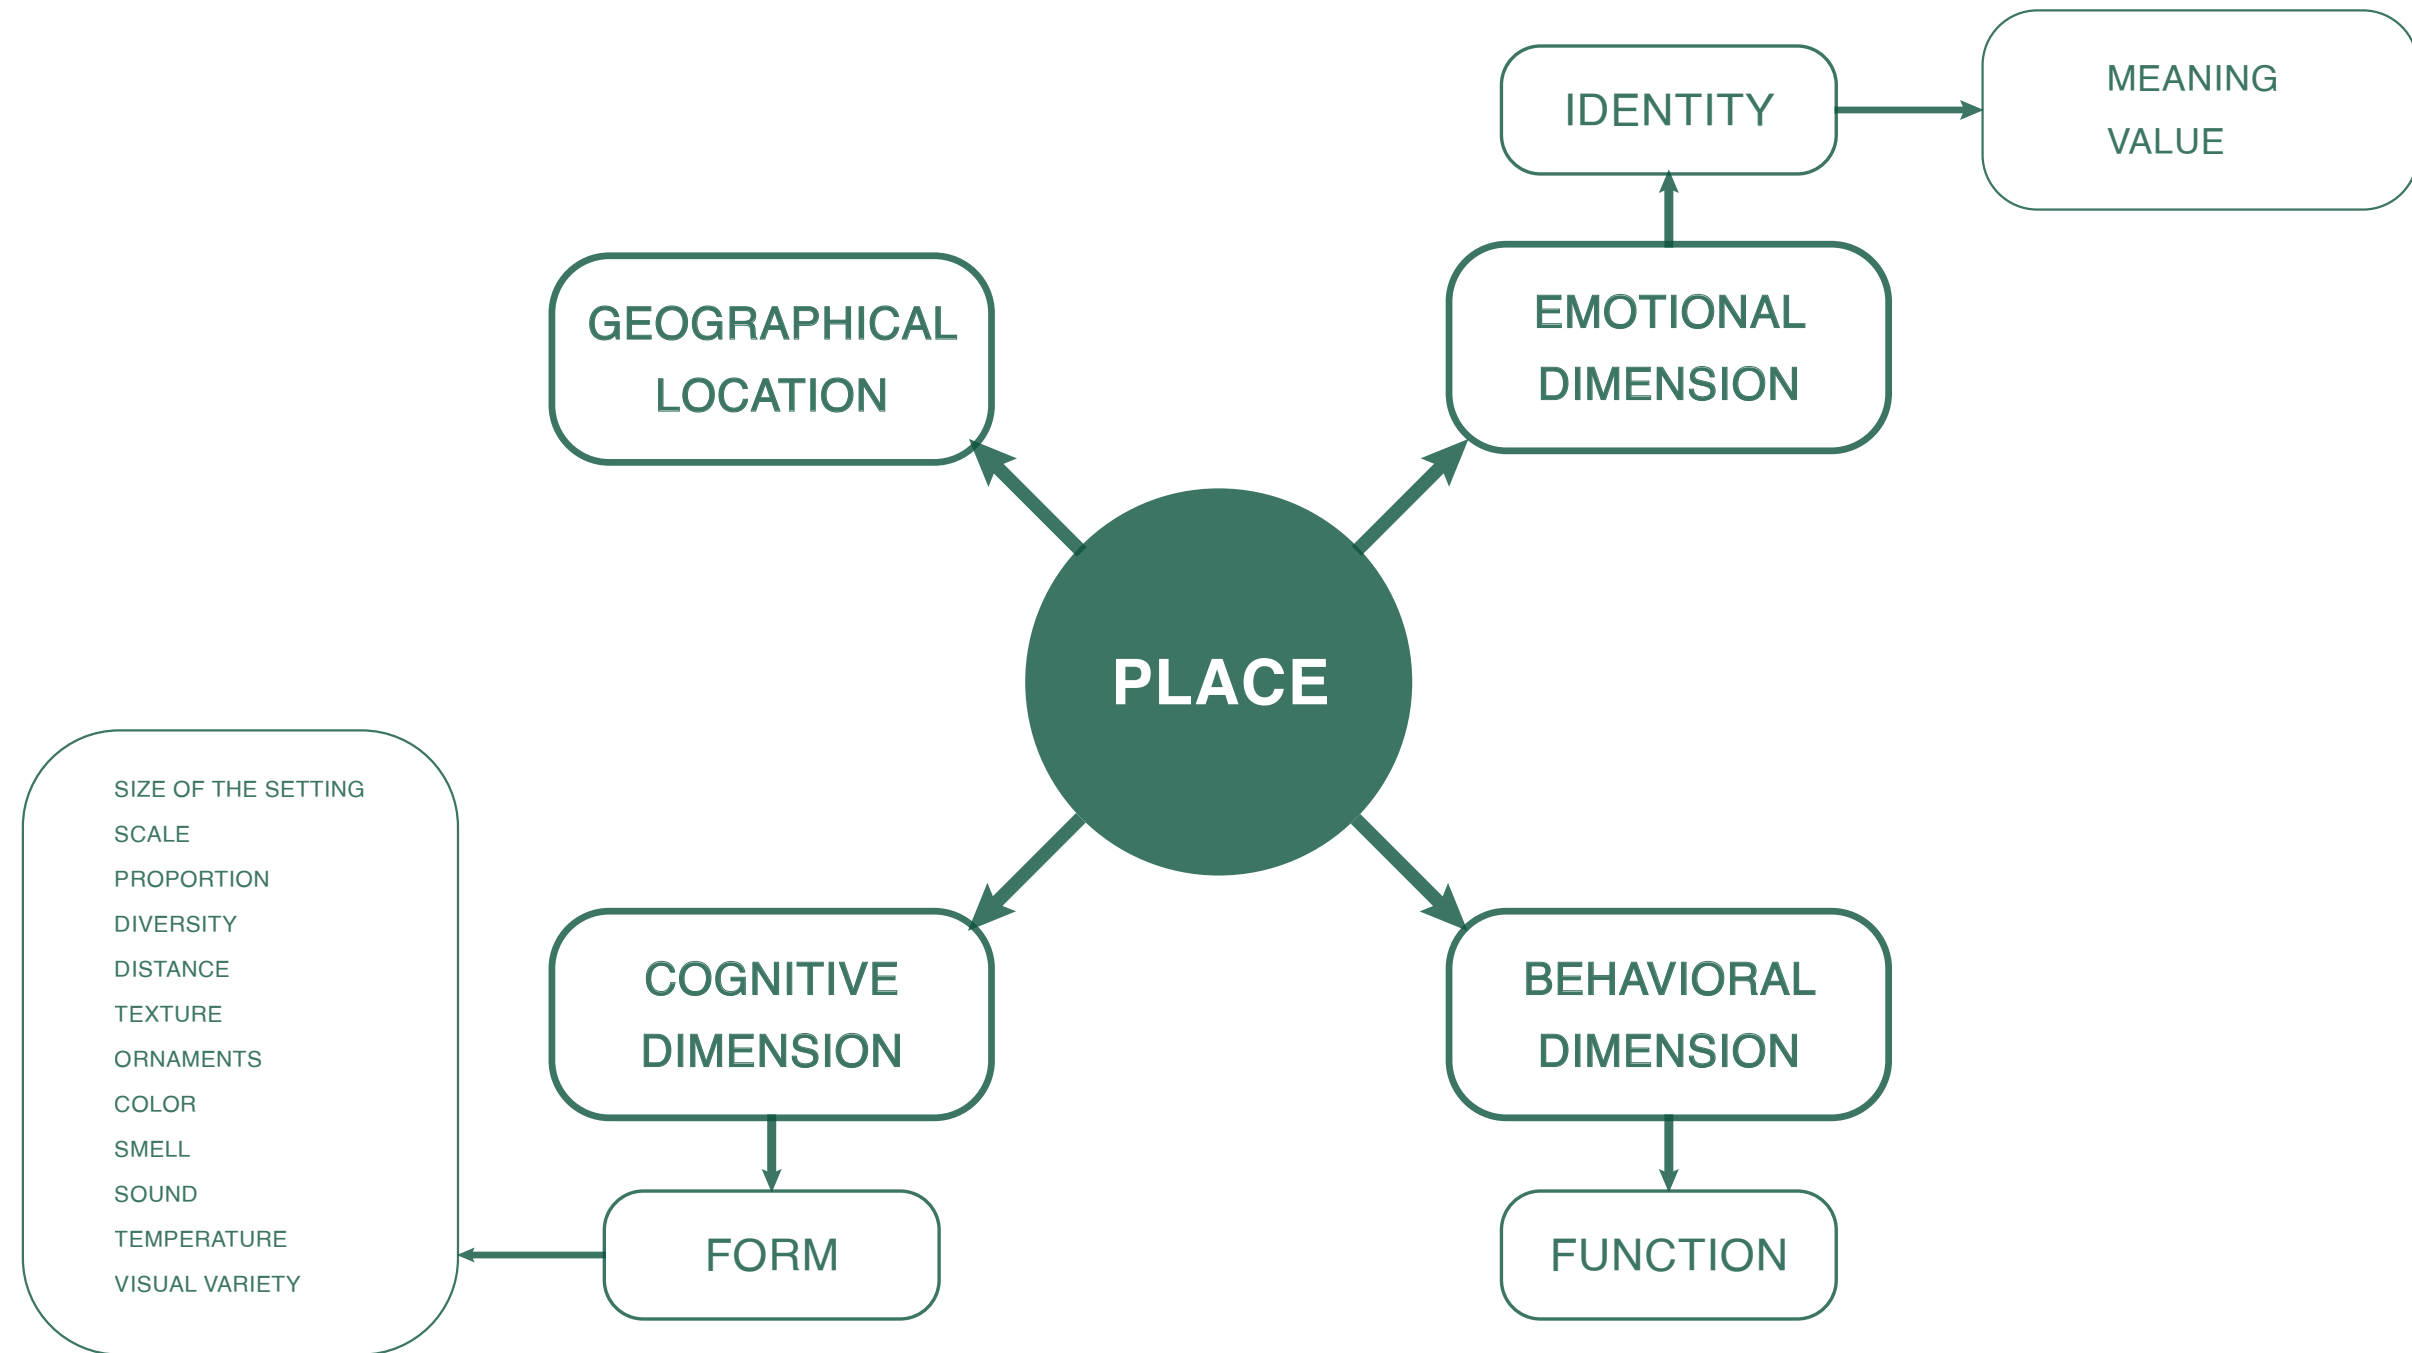 IDENTITY
MEANING
VALUE
GEOGRAPHICAL
LOCATION
EMOTIONAL
DIMENSION
PLACE
SIZE OF THE SETTING
SCALE
PROPORTION
DIVERSITY
DISTANCE
TEXTURE
ORNAMENTS
COLOR
SMELL
SOUND
TEMPERATURE
VISUAL VARIETY
COGNITIVE
DIMENSION
FORM
BEHAVIORAL
DIMENSION
FUNCTION